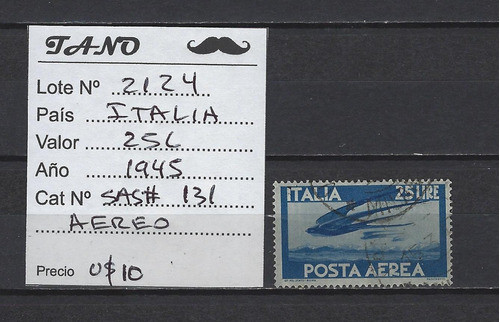 TANO
Lote Nº 2124
País ITALIA
Valor 25L
Año 1945
Cat Nº SAS# 131
AEREO
Precio U$10
ITALIA 25 LIRE
POSTA AEREA